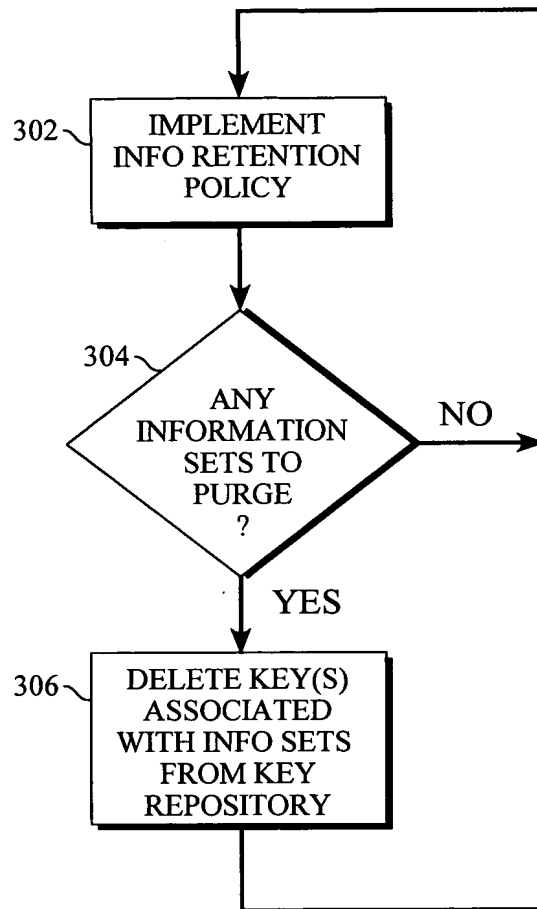 302
IMPLEMENT
INFO RETENTION
POLICY
304
ANY
INFORMATION
SETS TO
PURGE
?
NO
YES
306
DELETE KEY(S)
ASSOCIATED
WITH INFO SETS
FROM KEY
REPOSITORY